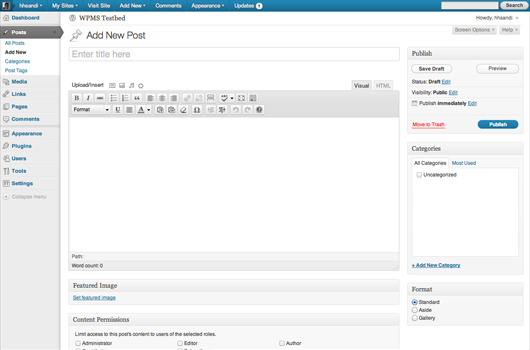 hhsandi My Sites Visit Site Add New Comments Appearance Updates 1 Search
Dashboard
Posts
All Posts
Add New
Categories
Post Tags
Media
Links
Pages
Comments
Appearance
Plugins
Users
Tools
Settings
Collapse menu
WPMS Testbed
Howdy, hhsandi
Screen Options Help
Add New Post
Enter title here
Upload/Insert
Visual HTML
Format
Path:
Word count: 0
Featured Image
Set featured image
Content Permissions
Limit access to this post's content to users of the selected roles.
Administrator Editor Author
Publish
Save Draft Preview
Status: Draft Edit
Visibility: Public Edit
Publish immediately Edit
Move to Trash Publish
Categories
All Categories Most Used
Uncategorized
+ Add New Category
Format
Standard
Aside
Gallery